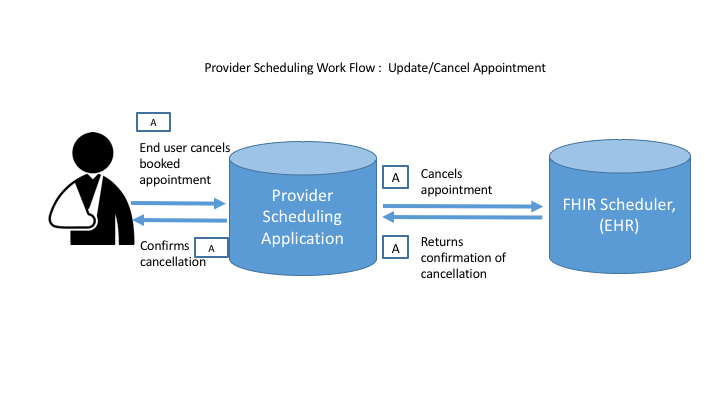 Provider Scheduling Work Flow :  Update/Cancel Appointment
A
End user cancels
booked
appointment
Confirms
cancellation
A
Provider
Scheduling
Application
A
Cancels
appointment
A
Returns
confirmation of
cancellation
FHIR Scheduler,
(EHR)